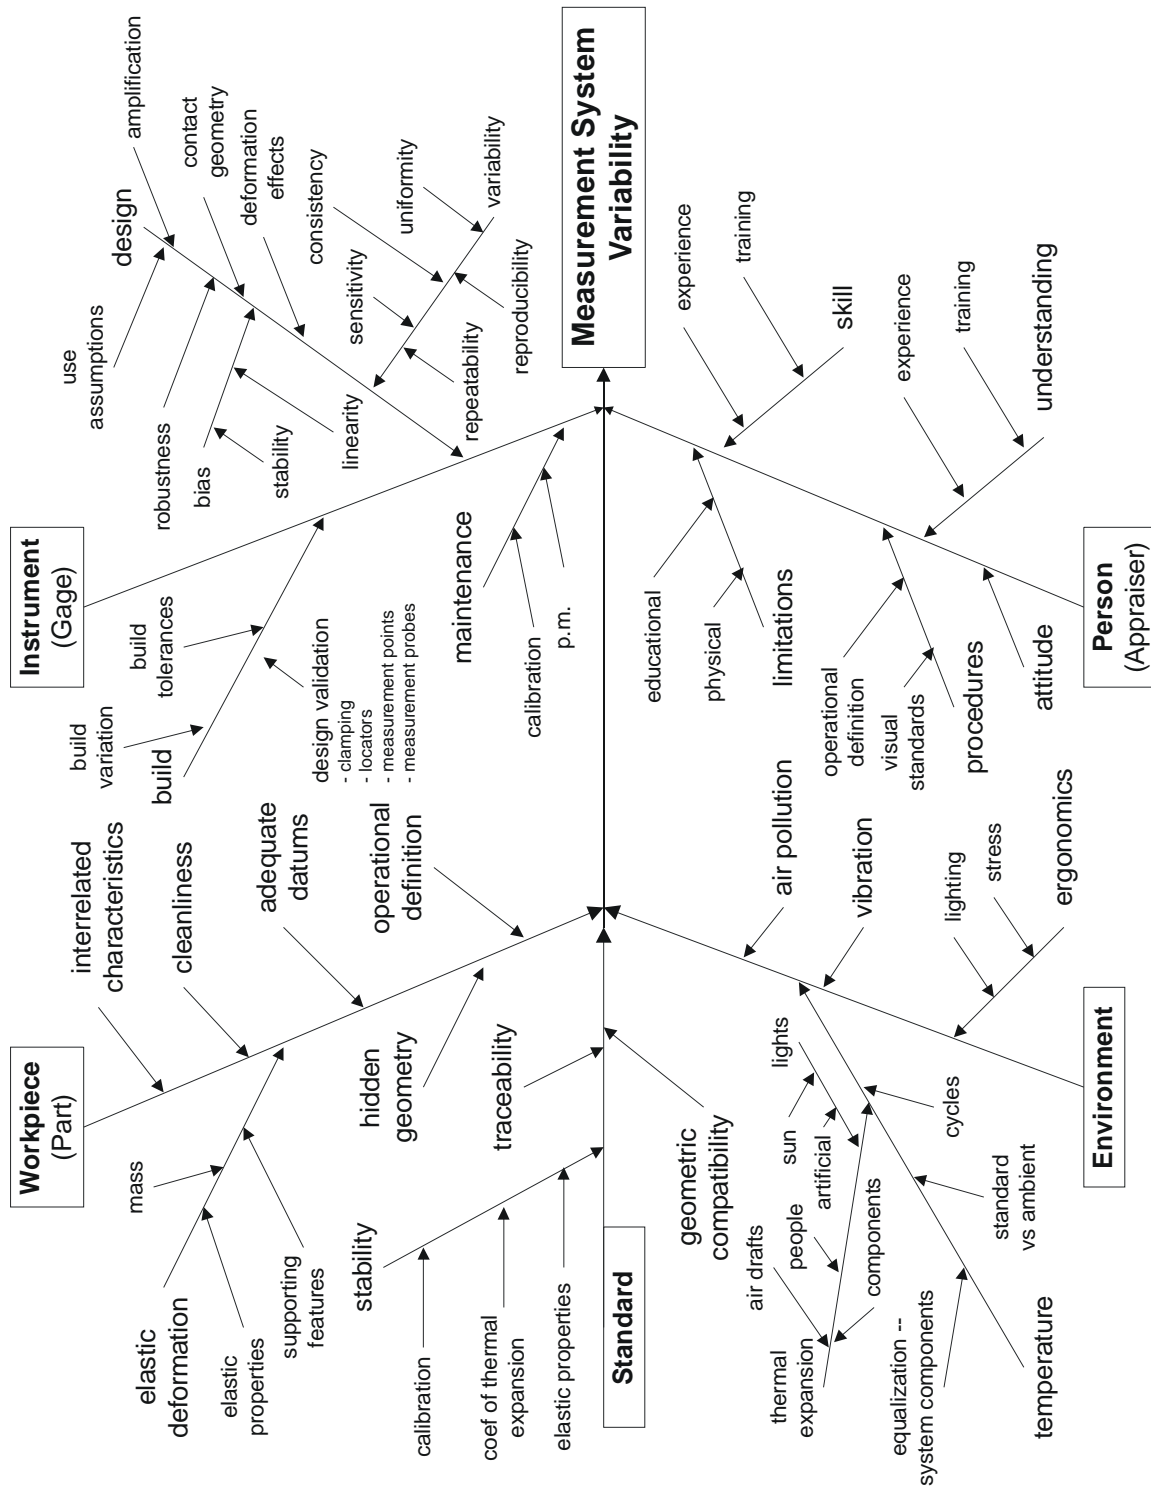 Workpiece
(Part)
interrelated
characteristics
cleanliness
adequate
datums
operational
definition
elastic
deformation
mass
elastic
properties
supporting
features
hidden
geometry
Instrument
(Gage)
build
variation
build
tolerances
build
design validation
- clamping
- locators
- measurement points
- measurement probes
design
amplification
use
assumptions
contact
geometry
robustness
deformation
effects
bias
stability
linearity
consistency
sensitivity
uniformity
variability
repeatability
reproducibility
maintenance
calibration
p.m.
Standard
stability
calibration
coef of thermal
expansion
elastic properties
traceability
geometric
compatibility
Measurement System
Variability
Environment
air pollution
vibration
lights
sun
artificial
people
air drafts
components
thermal
expansion
cycles
standard
vs ambient
equalization --
system components
temperature
lighting
stress
ergonomics
Person
(Appraiser)
educational
physical
limitations
experience
training
skill
operational
definition
visual
standards
procedures
attitude
experience
training
understanding